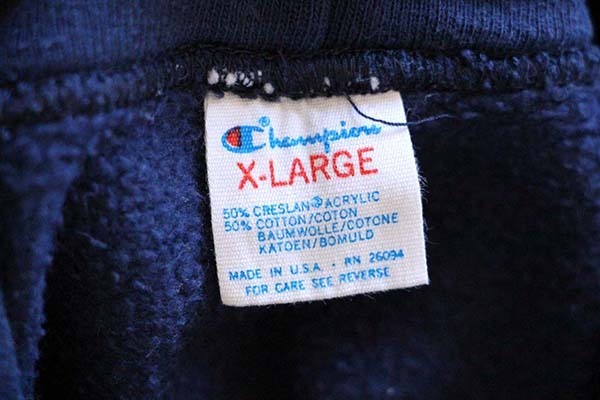 Champion
X-LARGE
50% CRESLAN® ACRYLIC
50% COTTON/COTON
BAUMWOLLE/COTONE
KATOEN/BOMULD
MADE IN U.S.A. · RN 26094
FOR CARE SEE REVERSE